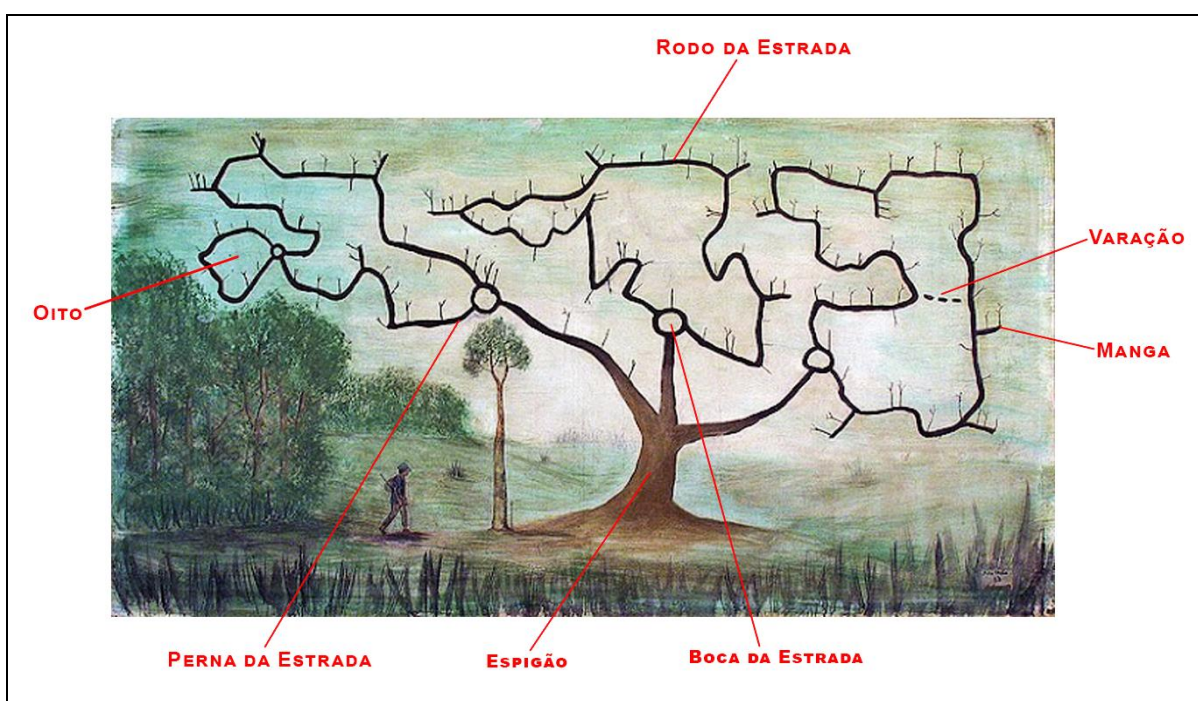 RODO DA ESTRADA
VARAÇÃO
OITO
MANGA
PERNA DA ESTRADA
ESPIGÃO
BOCA DA ESTRADA